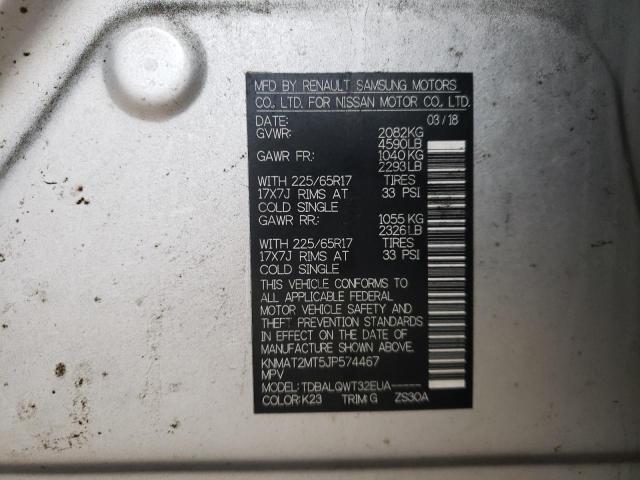 MFD BY RENAULT SAMSUNG MOTORS
CO., LTD. FOR NISSAN MOTOR CO., LTD.
DATE: 03/18
GVWR: 2082KG
4590LB
GAWR FR: 1040KG
2293LB
WITH 225/65R17 TIRES
17X7J RIMS AT 33 PSI
COLD SINGLE
GAWR RR: 1055 KG
2326LB
WITH 225/65R17 TIRES
17X7J RIMS AT 33 PSI
COLD SINGLE
THIS VEHICLE CONFORMS TO
ALL APPLICABLE FEDERAL
MOTOR VEHICLE SAFETY AND
THEFT PREVENTION STANDARDS
IN EFFECT ON THE DATE OF
MANUFACTURE SHOWN ABOVE.
KNMAT2MT5JP574467
MPV
MODEL: TDBALQWT32EUA-----
COLOR: K23 TRIM: G ZS30A